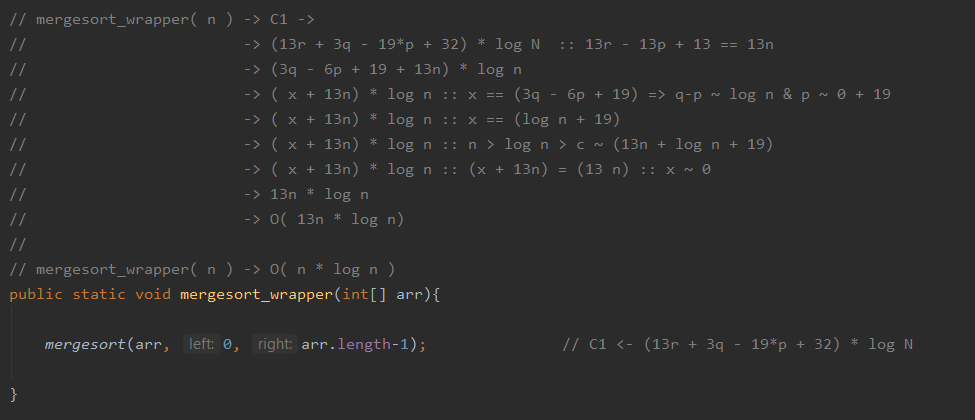 // mergesort_wrapper( n ) -> C1 ->
// -> (13r + 3q - 19*p + 32) * log N :: 13r - 13p + 13 == 13n
// -> (3q - 6p + 19 + 13n) * log n
// -> ( x + 13n) * log n :: x == (3q - 6p + 19) => q-p ~ log n & p ~ 0 + 19
// -> ( x + 13n) * log n :: x == (log n + 19)
// -> ( x + 13n) * log n :: n > log n > c ~ (13n + log n + 19)
// -> ( x + 13n) * log n :: (x + 13n) = (13 n) :: x ~ 0
// -> 13n * log n
// -> O( 13n * log n)
//
// mergesort_wrapper( n ) -> O( n * log n )
public static void mergesort_wrapper(int[] arr){
mergesort(arr, left: 0, right: arr.length-1); // C1 <- (13r + 3q - 19*p + 32) * log N
}